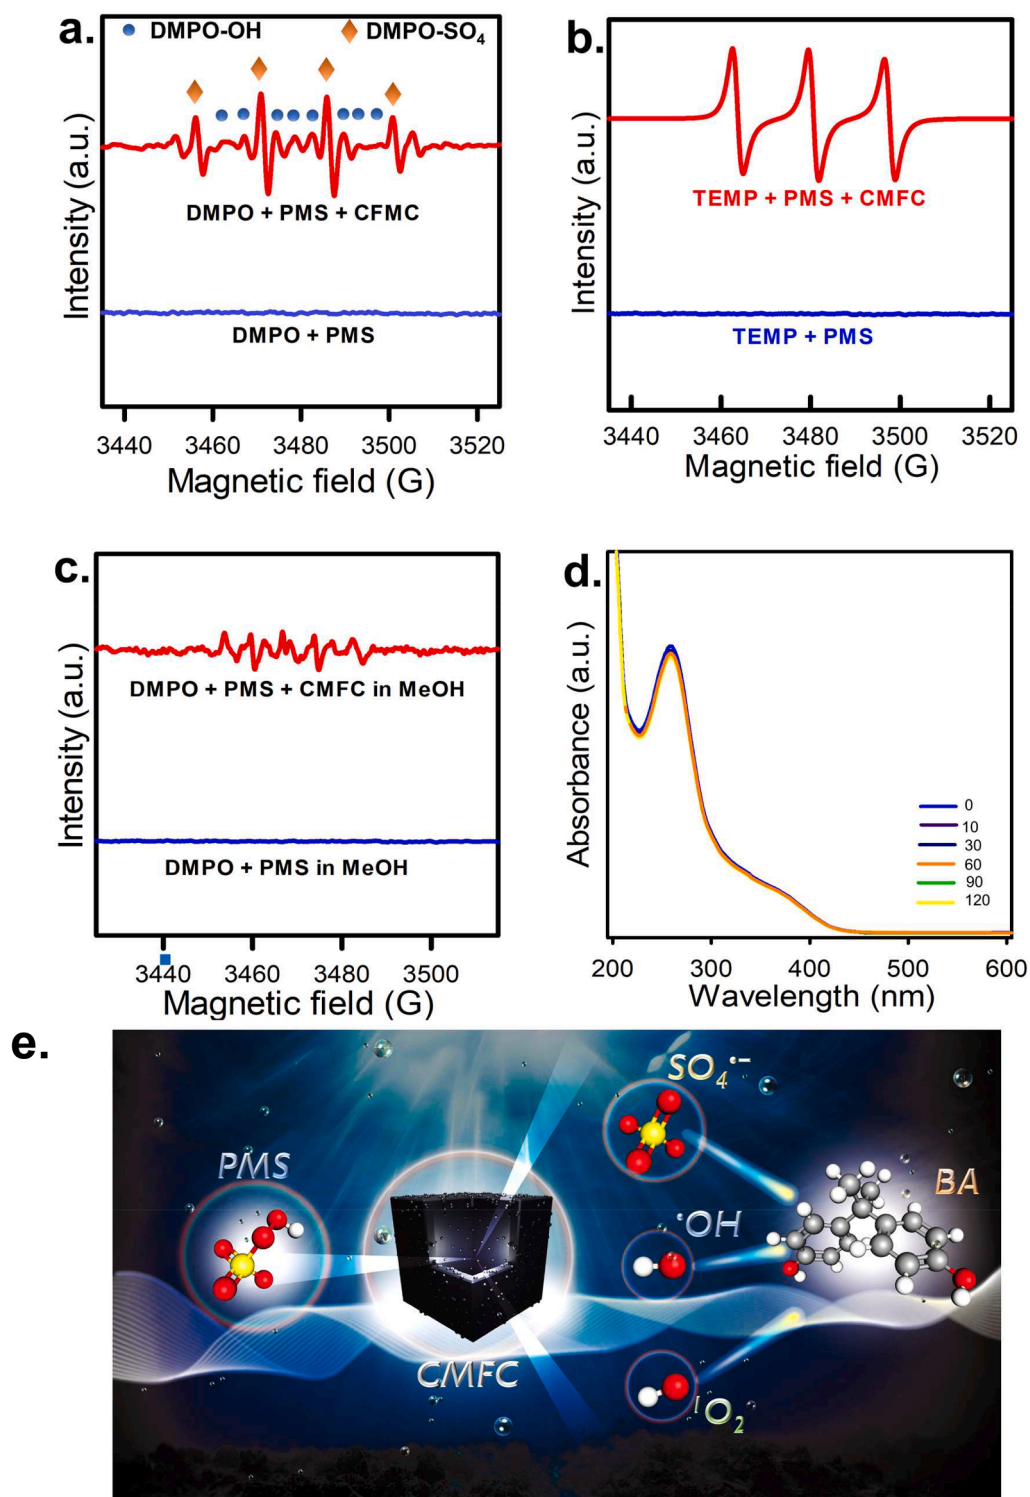 a.
DMPO-OH
DMPO-SO₄
Intensity (a.u.)
DMPO + PMS + CFMC
DMPO + PMS
3440 3460 3480 3500 3520
Magnetic field (G)
b.
Intensity (a.u.)
TEMP + PMS + CMFC
TEMP + PMS
3440 3460 3480 3500 3520
Magnetic field (G)
c.
Intensity (a.u.)
DMPO + PMS + CMFC in MeOH
DMPO + PMS in MeOH
3440 3460 3480 3500
Magnetic field (G)
d.
Absorbance (a.u.)
0
10
30
60
90
120
200 300 400 500 600
Wavelength (nm)
e.
SO₄•−
PMS
BA
•OH
CMFC
¹O₂